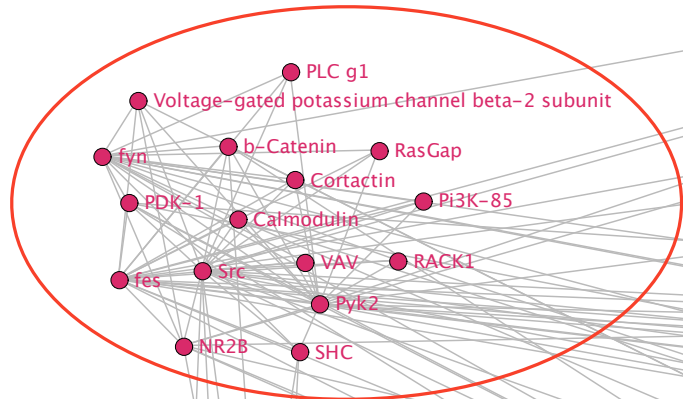 PLC g1
Voltage-gated potassium channel beta-2 subunit
fyn
b-Catenin
RasGap
Cortactin
PDK-1
Pi3K-85
Calmodulin
fes
Src
VAV
RACK1
Pyk2
NR2B
SHC